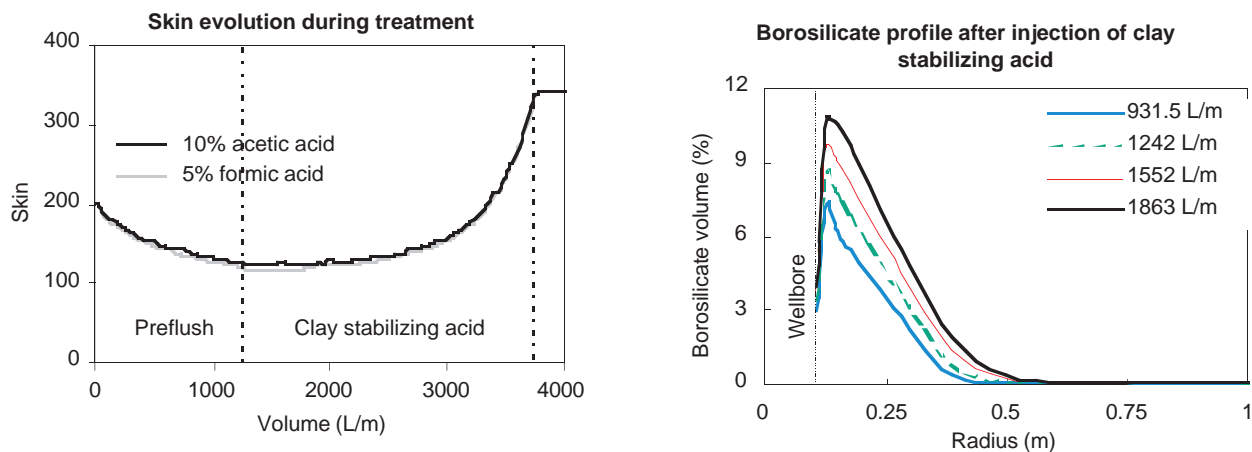 Skin evolution during treatment
400
300
200
100
0
Skin
10% acetic acid
5% formic acid
Preflush
Clay stabilizing acid
0
1000
2000
3000
4000
Volume (L/m)
Borosilicate profile after injection of clay
stabilizing acid
12
9
6
3
0
Borosilicate volume (%)
Wellbore
931.5 L/m
1242 L/m
1552 L/m
1863 L/m
0
0.25
0.5
0.75
1
Radius (m)